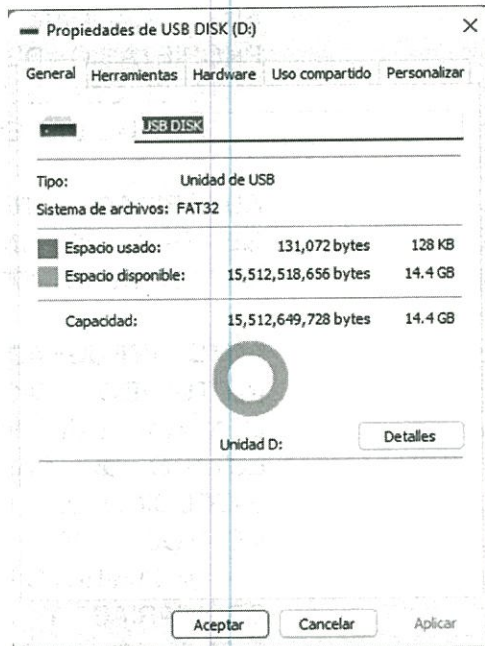 Propiedades de USB DISK (D:)
General Herramientas Hardware Uso compartido Personalizar
USB DISK
Tipo: Unidad de USB
Sistema de archivos: FAT32
Espacio usado: 131,072 bytes 128 KB
Espacio disponible: 15,512,518,656 bytes 14.4 GB
Capacidad: 15,512,649,728 bytes 14.4 GB
Unidad D: Detalles
Aceptar Cancelar Aplicar